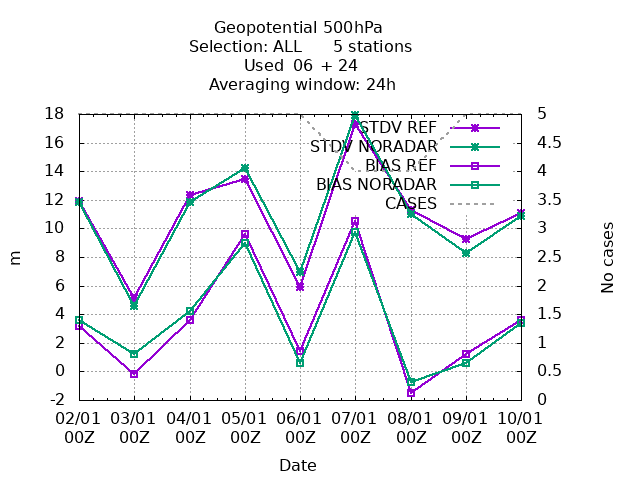 Geopotential 500hPa
Selection: ALL      5 stations
Used  06 + 24
Averaging window: 24h
18
16
14
12
10
8
6
4
2
0
-2
5
4.5
4
3.5
3
2.5
2
1.5
1
0.5
0
STDV REF
STDV NORADAR
BIAS REF
BIAS NORADAR
CASES
m
No cases
02/01 03/01 04/01 05/01 06/01 07/01 08/01 09/01 10/01
00Z 00Z 00Z 00Z 00Z 00Z 00Z 00Z 00Z
Date